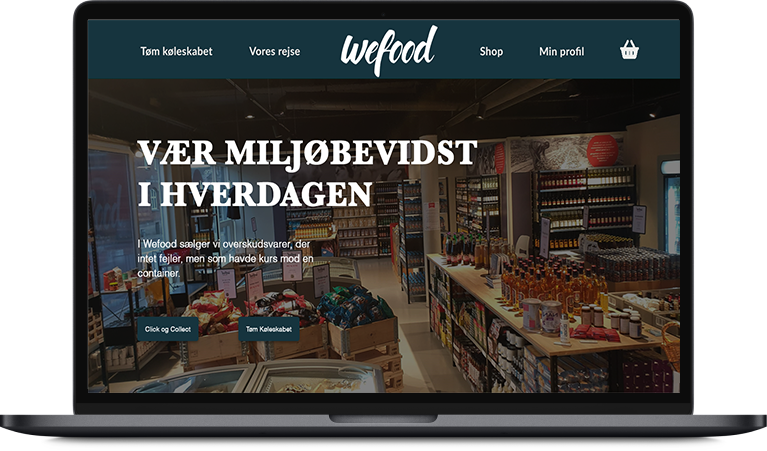 Tøm køleskabet
Vores rejse
wefood
Shop
Min profil
VÆR MILJØBEVIDST
I HVERDAGEN
I Wefood sælger vi overskudsvarer, der
intet fejler, men som havde kurs mod en
container.
Click og Collect
Tøm Køleskabet